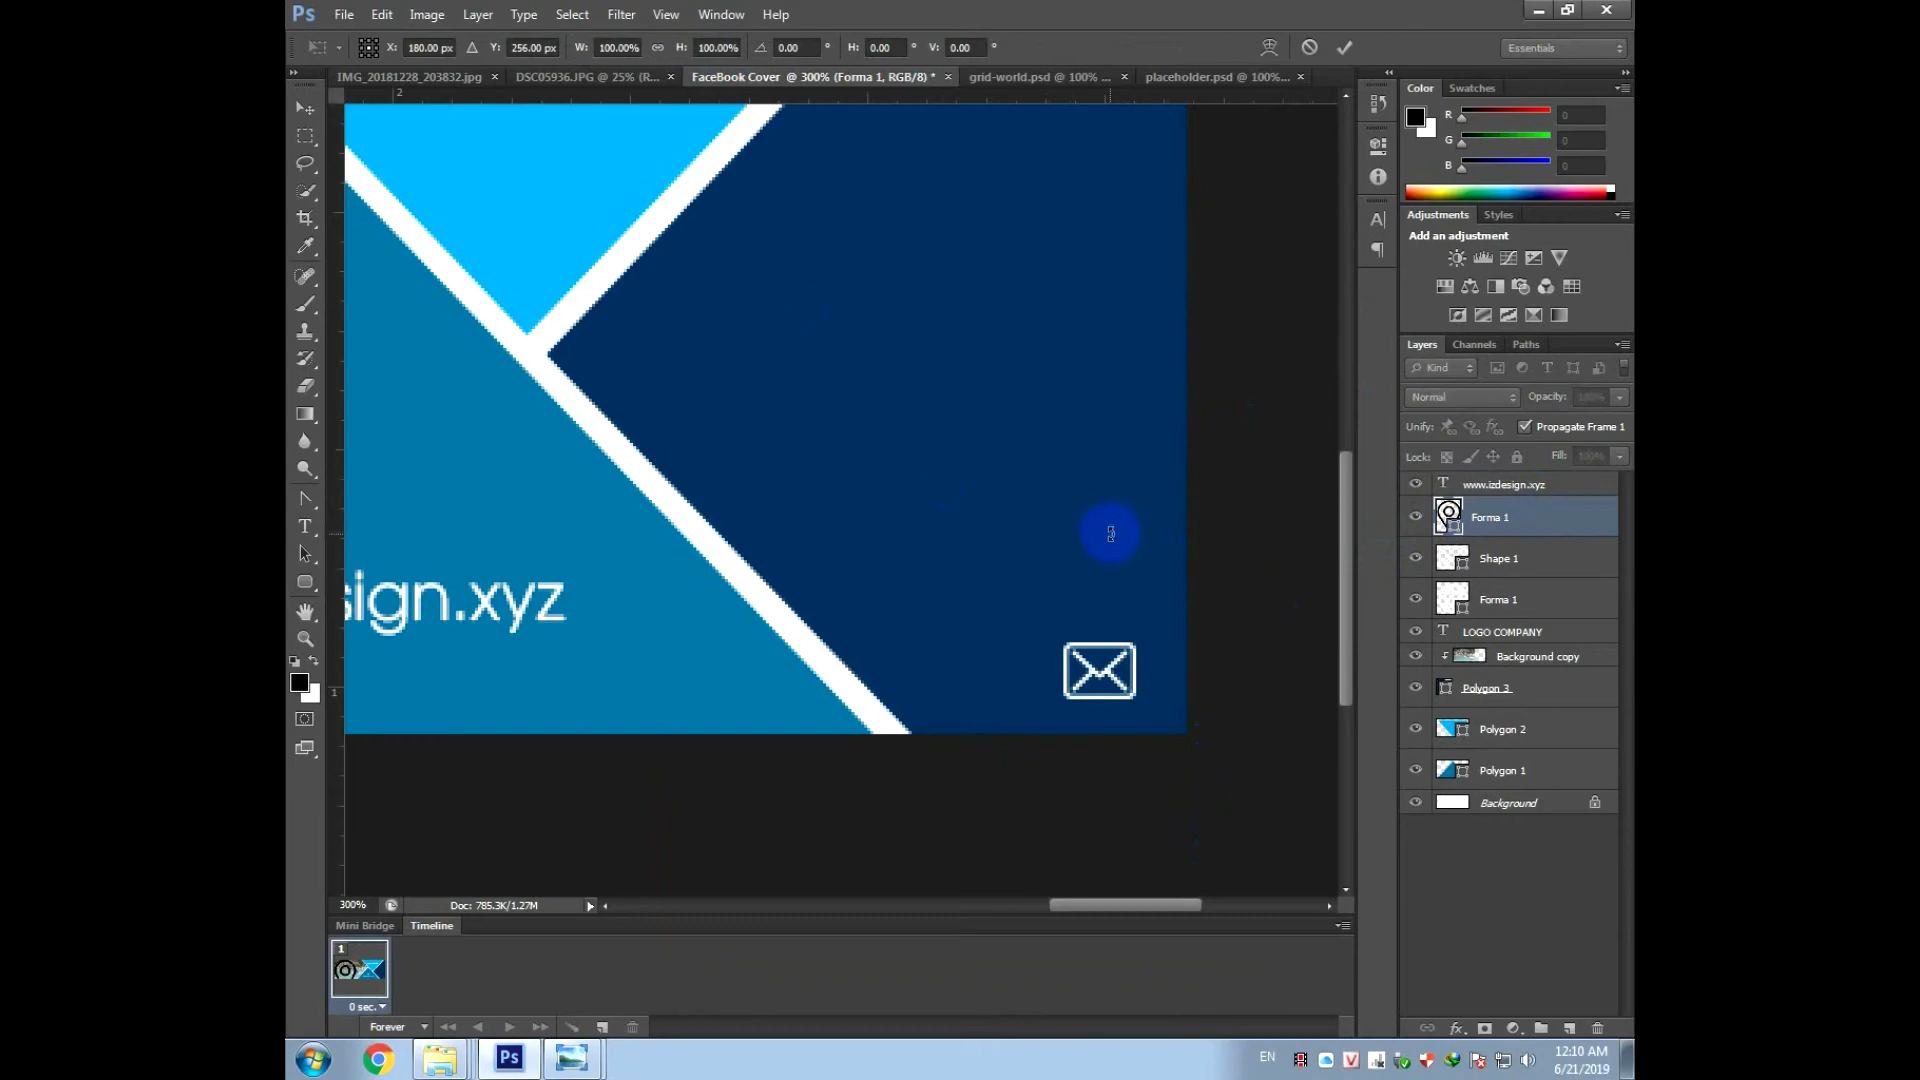 Ps File Edit Image Layer Type Select Filter View Window Help
X: 180.00 px Y: 256.00 px W: 100.00% H: 100.00% 0.00 ° H: 0.00 ° V: 0.00 ° Essentials
IMG_20181228_203832.jpg × DSC05936.JPG @ 25% (R... × FaceBook Cover @ 300% (Forma 1, RGB/8) * × grid-world.psd @ 100% ... × placeholder.psd @ 100%... ×
2
1
sign.xyz
Color Swatches
R 0
G 0
B 0
Adjustments Styles
Add an adjustment
Layers Channels Paths
Kind
Normal Opacity: 100%
Unify: Propagate Frame 1
Lock: Fill: 100%
T www.izdesign.xyz
Forma 1
Shape 1
Forma 1
T LOGO COMPANY
Background copy
Polygon 3
Polygon 2
Polygon 1
Background
300% Doc: 785.3K/1.27M
Mini Bridge Timeline
1
0 sec.
Forever
Ps
EN
12:10 AM
6/21/2019